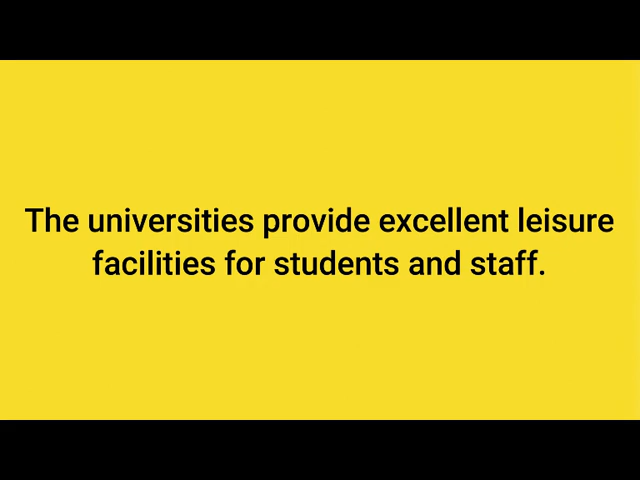 The universities provide excellent leisure
facilities for students and staff.